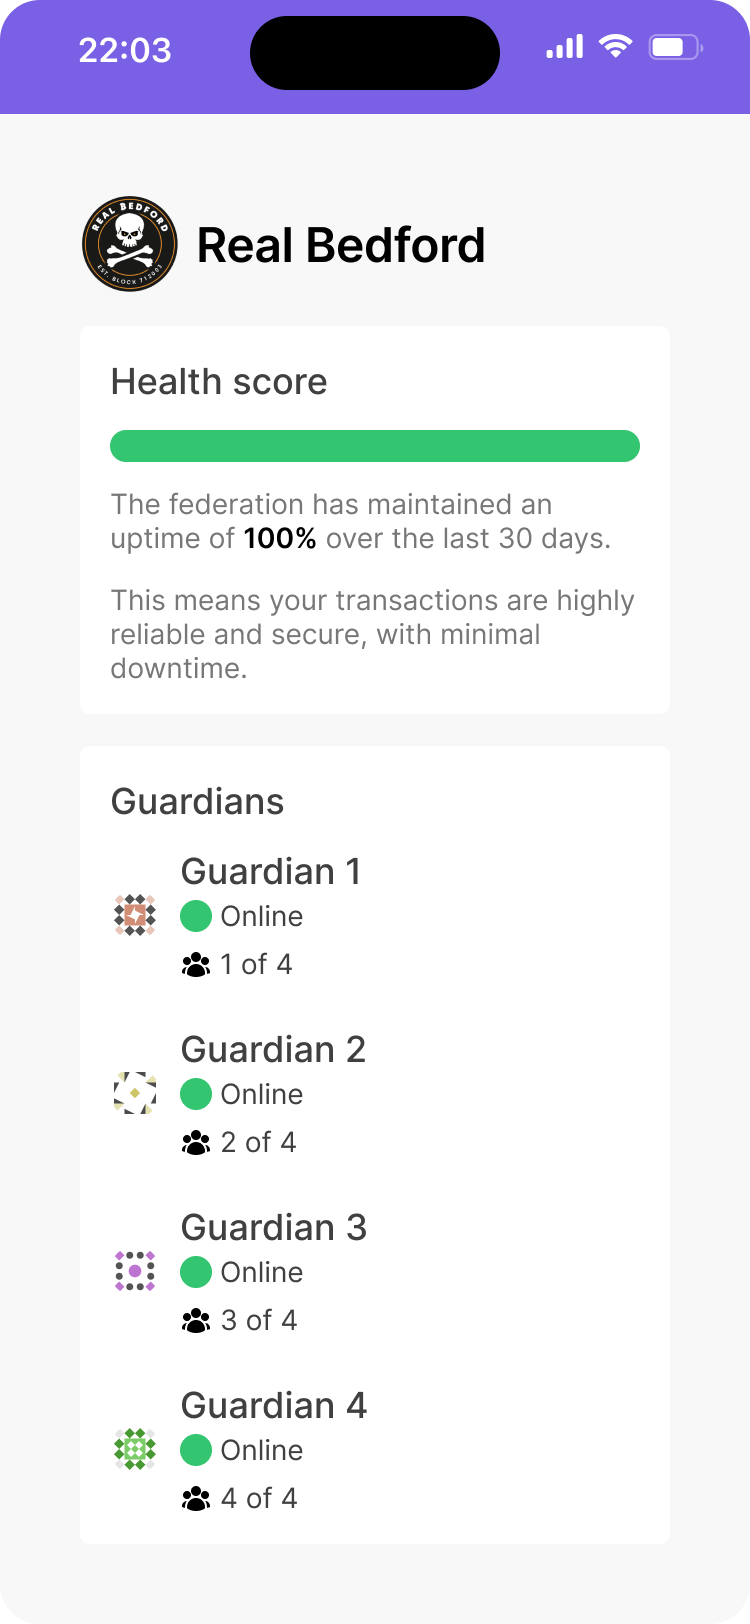 22:03
REAL BEDFORD
EST. BLOCK 712003
Real Bedford
Health score
The federation has maintained an
uptime of 100% over the last 30 days.
This means your transactions are highly
reliable and secure, with minimal
downtime.
Guardians
Guardian 1
Online
1 of 4
Guardian 2
Online
2 of 4
Guardian 3
Online
3 of 4
Guardian 4
Online
4 of 4